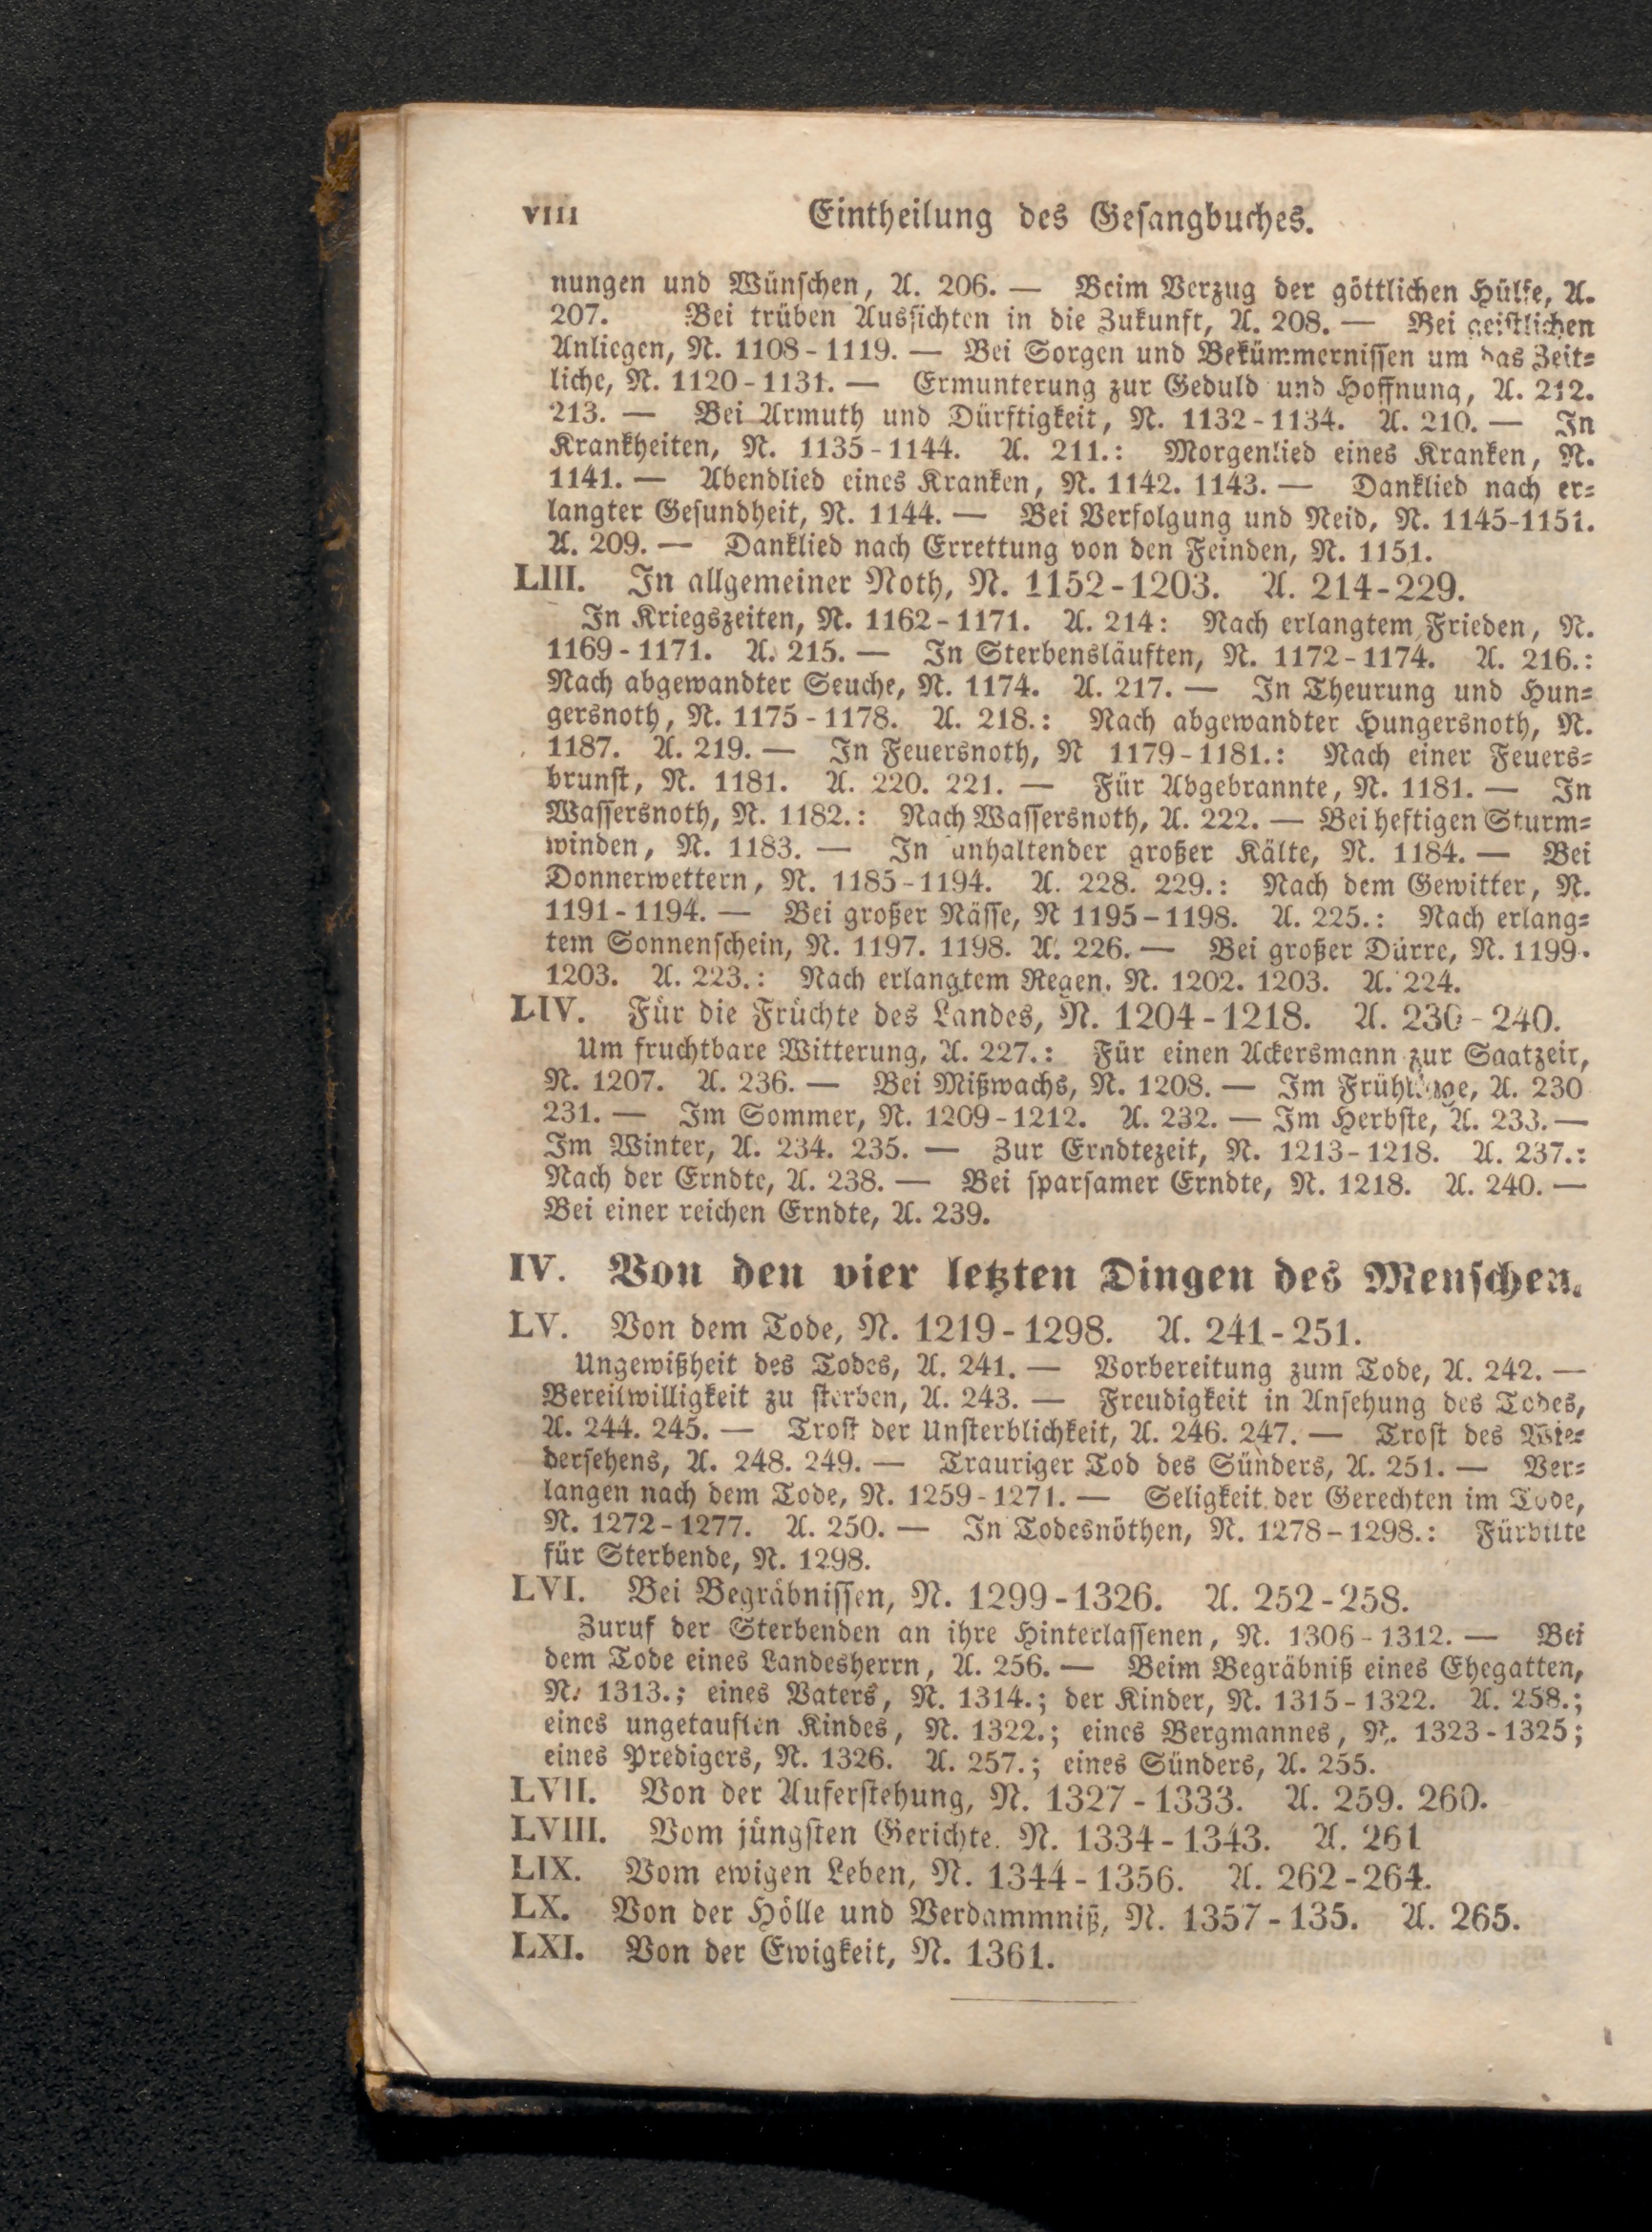 VIII Eintheilung des Gesangbuches.
nungen und Wünschen, A. 206. — Beim Verzug der göttlichen Hülfe, A.
207. Bei trüben Aussichten in die Zukunft, A. 208. — Bei geistlichen
Anliegen, N. 1108-1119. — Bei Sorgen und Bekümmernissen um das Zeit-
liche, N. 1120-1131. — Ermunterung zur Geduld und Hoffnung, A. 212.
213. — Bei Armuth und Dürftigkeit, N. 1132-1134. A. 210. — In
Krankheiten, N. 1135-1144. A. 211.: Morgenlied eines Kranken, N.
1141. — Abendlied eines Kranken, N. 1142. 1143. — Danklied nach er-
langter Gesundheit, N. 1144. — Bei Verfolgung und Neid, N. 1145-1151.
A. 209. — Danklied nach Errettung von den Feinden, N. 1151.
LIII. In allgemeiner Noth, N. 1152-1203. A. 214-229.
In Kriegszeiten, N. 1162-1171. A. 214: Nach erlangtem Frieden, N.
1169-1171. A. 215. — In Sterbensläuften, N. 1172-1174. A. 216.:
Nach abgewandter Seuche, N. 1174. A. 217. — In Theurung und Hun-
gersnoth, N. 1175-1178. A. 218.: Nach abgewandter Hungersnoth, N.
1187. A. 219. — In Feuersnoth, N 1179-1181.: Nach einer Feuers-
brunst, N. 1181. A. 220. 221. — Für Abgebrannte, N. 1181. — In
Wassersnoth, N. 1182.: Nach Wassersnoth, A. 222. — Bei heftigen Sturm-
winden, N. 1183. — In anhaltender großer Kälte, N. 1184. — Bei
Donnerwettern, N. 1185-1194. A. 228. 229.: Nach dem Gewitter, N.
1191-1194. — Bei großer Nässe, N 1195-1198. A. 225.: Nach erlang-
tem Sonnenschein, N. 1197. 1198. A. 226. — Bei großer Dürre, N. 1199-
1203. A. 223.: Nach erlangtem Regen, N. 1202. 1203. A. 224.
LIV. Für die Früchte des Landes, N. 1204-1218. A. 230-240.
Um fruchtbare Witterung, A. 227.: Für einen Ackersmann zur Saatzeit,
N. 1207. A. 236. — Bei Mißwachs, N. 1208. — Im Frühlinge, A. 230
231. — Im Sommer, N. 1209-1212. A. 232. — Im Herbste, A. 233. —
Im Winter, A. 234. 235. — Zur Erndtezeit, N. 1213-1218. A. 237.:
Nach der Erndte, A. 238. — Bei sparsamer Erndte, N. 1218. A. 240. —
Bei einer reichen Erndte, A. 239.
IV. Von den vier letzten Dingen des Menschen.
LV. Von dem Tode, N. 1219-1298. A. 241-251.
Ungewißheit des Todes, A. 241. — Vorbereitung zum Tode, A. 242. —
Bereitwilligkeit zu sterben, A. 243. — Freudigkeit in Ansehung des Todes,
A. 244. 245. — Trost der Unsterblichkeit, A. 246. 247. — Trost des Wie-
dersehens, A. 248. 249. — Trauriger Tod des Sünders, A. 251. — Ver-
langen nach dem Tode, N. 1259-1271. — Seligkeit der Gerechten im Tode,
N. 1272-1277. A. 250. — In Todesnöthen, N. 1278-1298.: Fürbitte
für Sterbende, N. 1298.
LVI. Bei Begräbnissen, N. 1299-1326. A. 252-258.
Zuruf der Sterbenden an ihre Hinterlassenen, N. 1306-1312. — Bei
dem Tode eines Landesherrn, A. 256. — Beim Begräbniß eines Ehegatten,
N. 1313.; eines Vaters, N. 1314.; der Kinder, N. 1315-1322. A. 258.;
eines ungetauften Kindes, N. 1322.; eines Bergmannes, N. 1323-1325;
eines Predigers, N. 1326. A. 257.; eines Sünders, A. 255.
LVII. Von der Auferstehung, N. 1327-1333. A. 259. 260.
LVIII. Vom jüngsten Gerichte. N. 1334-1343. A. 261
LIX. Vom ewigen Leben, N. 1344-1356. A. 262-264.
LX. Von der Hölle und Verdammniß, N. 1357-135. A. 265.
LXI. Von der Ewigkeit, N. 1361.